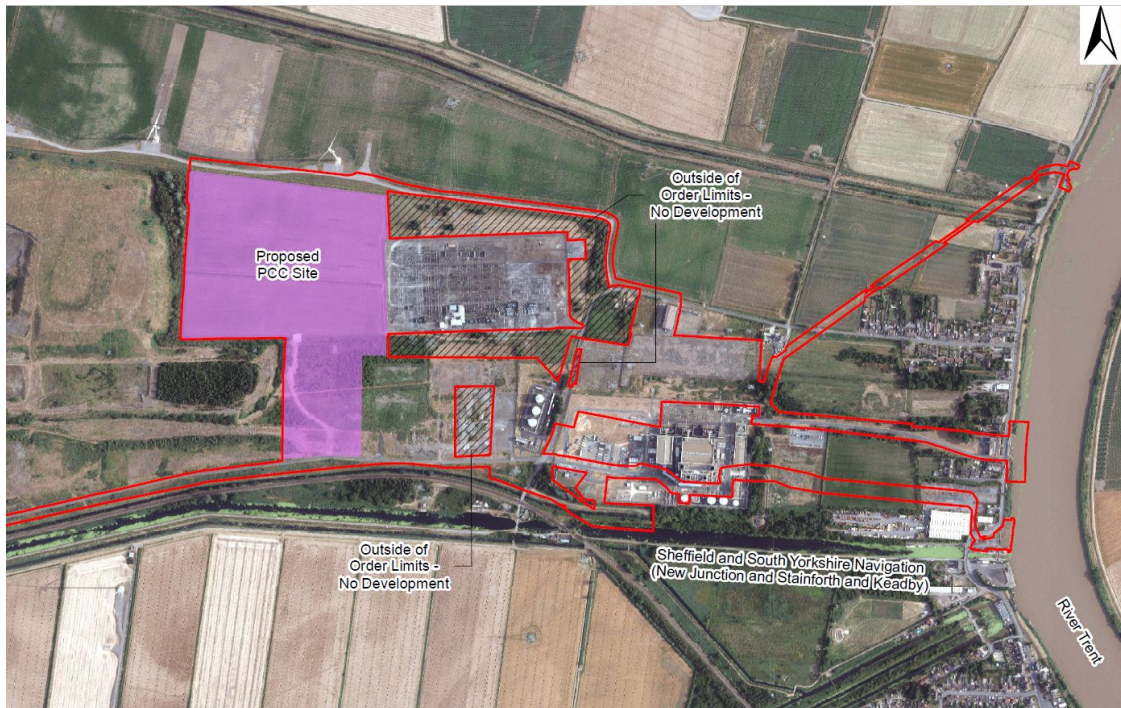 Outside of
Order Limits -
No Development
Proposed
PCC Site
Outside of
Order Limits -
No Development
Sheffield and South Yorkshire Navigation
(New Junction and Stainforth and Keadby)
River Trent